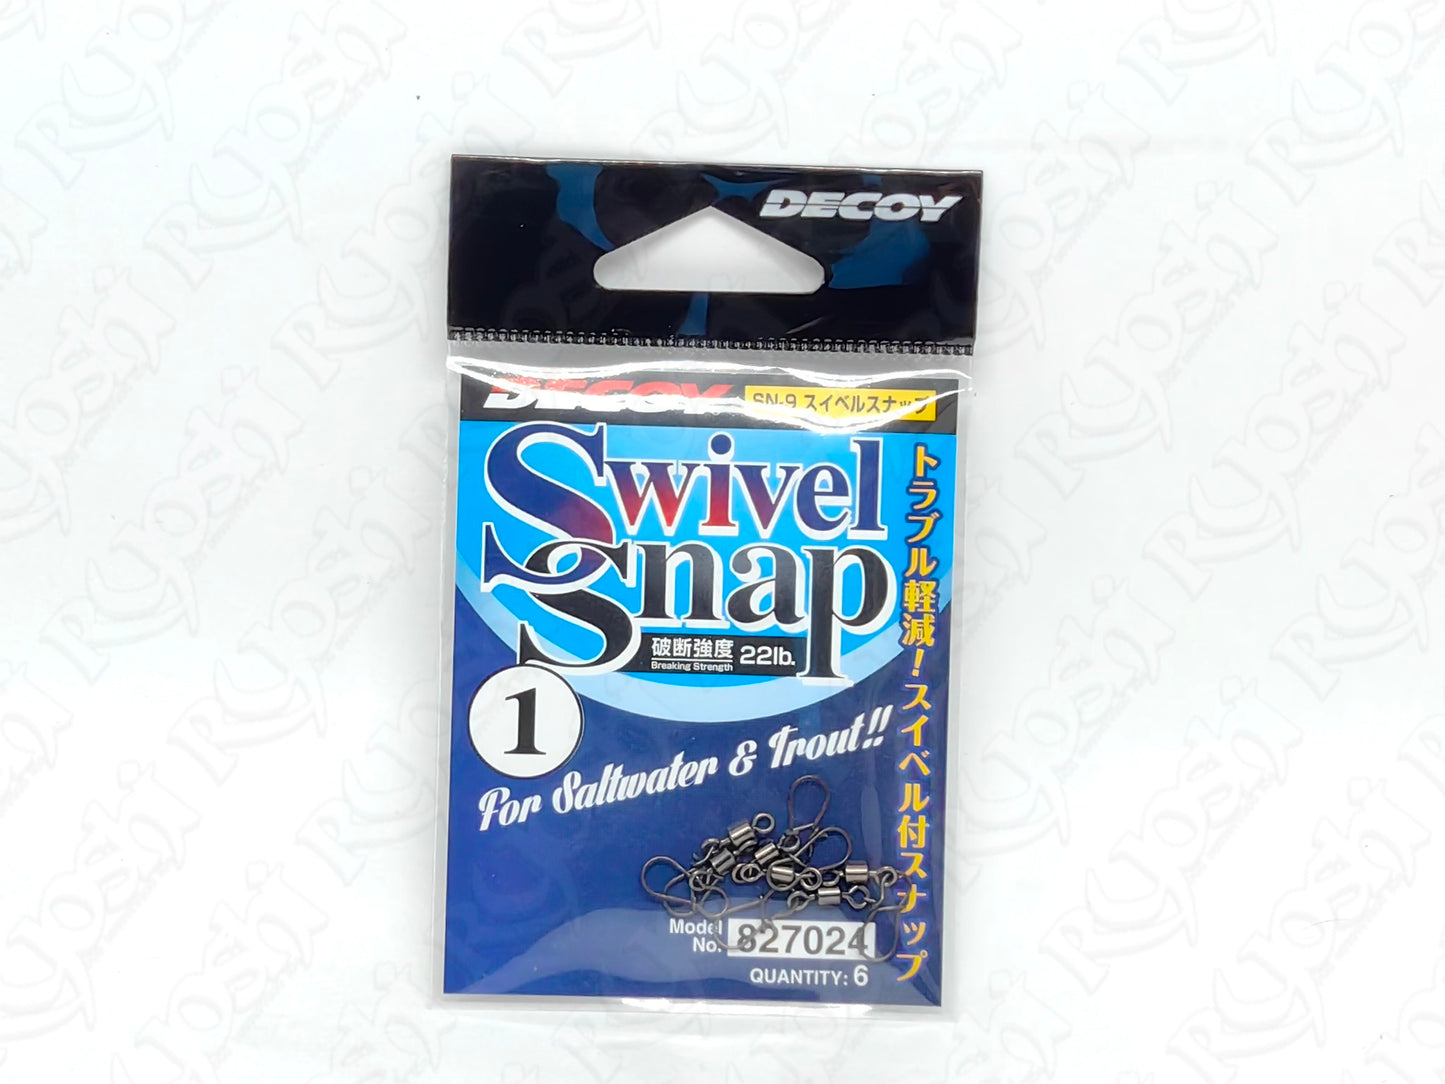 DECOY
DECOY
SN-9 スイベルスナップ
Swivel
Snap
破断強度 22lb.
Breaking Strength
1
For Saltwater & Trout!!
トラブル軽減!スイベル付スナップ
Model
No. 827024
QUANTITY: 6